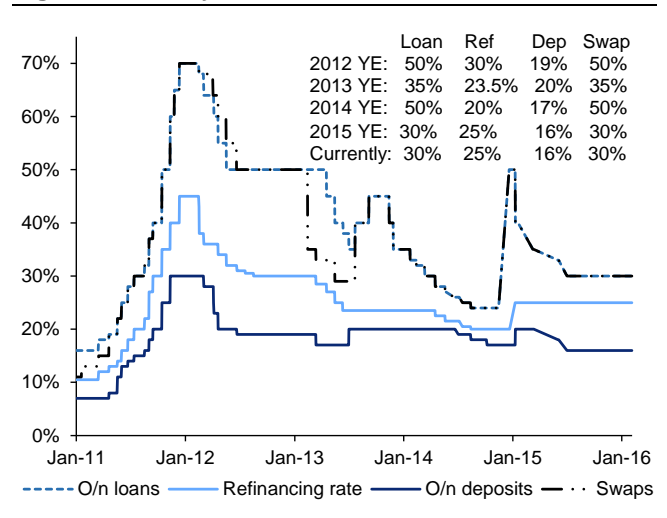 Loan Ref Dep Swap
2012 YE: 50% 30% 19% 50%
2013 YE: 35% 23.5% 20% 35%
2014 YE: 50% 20% 17% 50%
2015 YE: 30% 25% 16% 30%
Currently: 30% 25% 16% 30%
70%
60%
50%
40%
30%
20%
10%
0%
Jan-11 Jan-12 Jan-13 Jan-14 Jan-15 Jan-16
O/n loans Refinancing rate O/n deposits Swaps